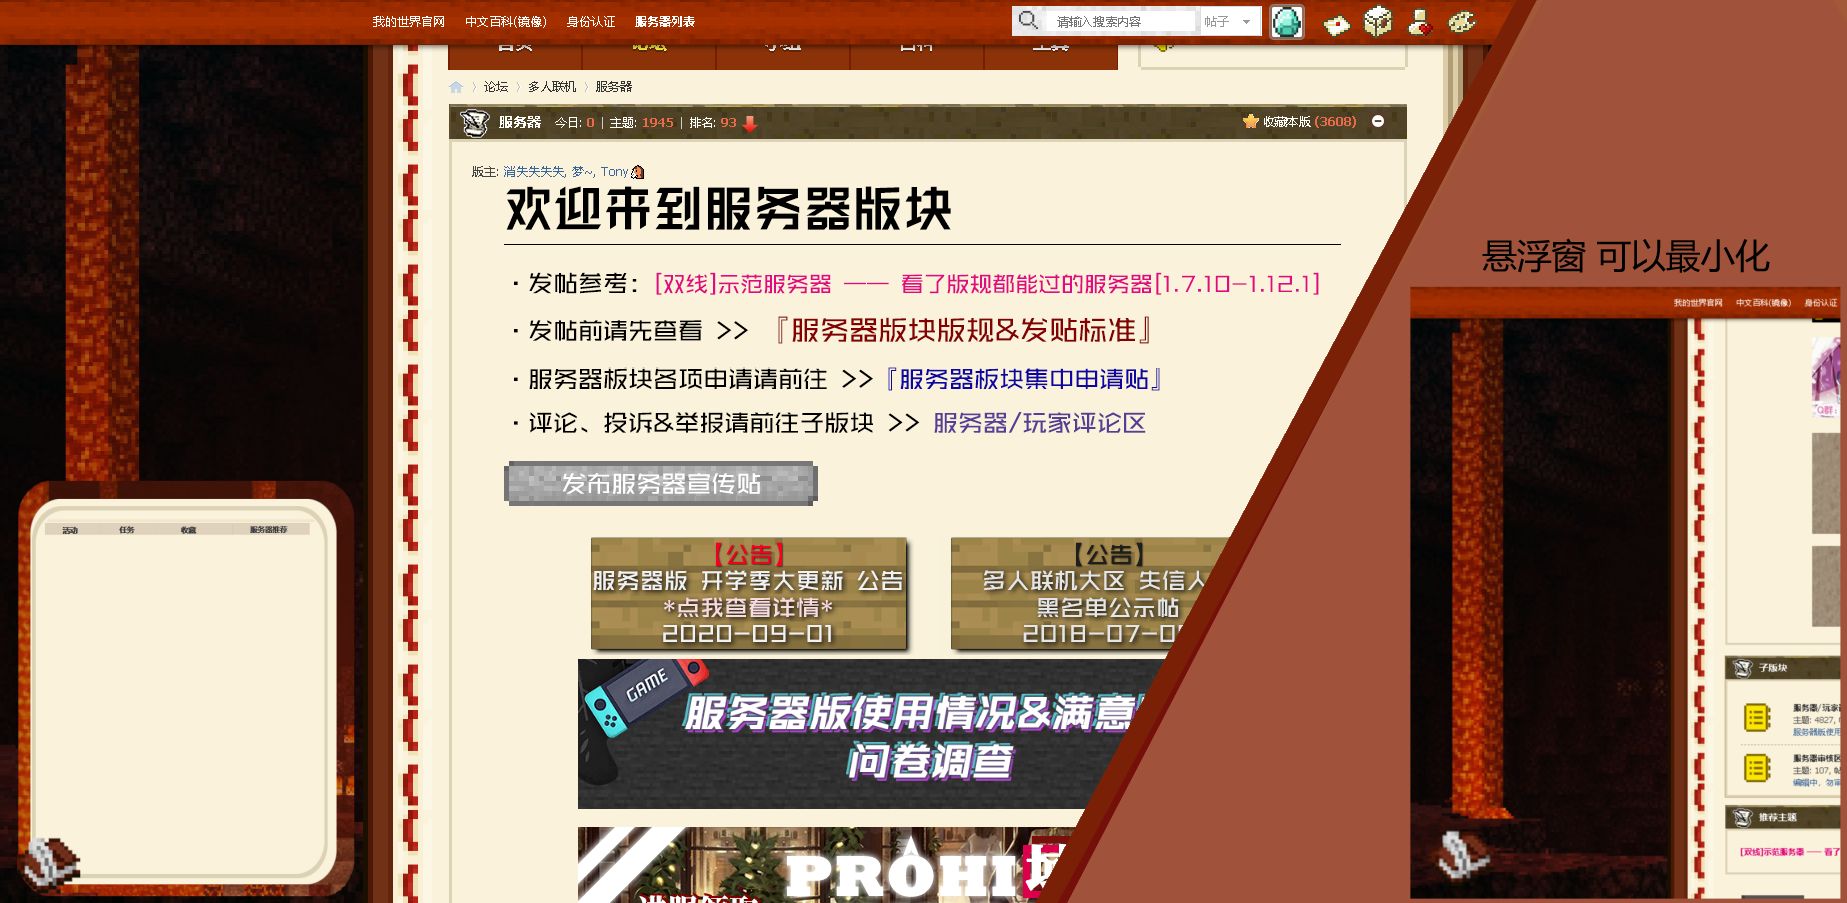 我的世界官网 中文百科(镜像) 身份认证 服务器列表
请输入搜索内容 帖子
首页 论坛 小组 百科 工具
论坛 › 多人联机 › 服务器
服务器 今日: 0 | 主题: 1945 | 排名: 93
收藏本版 (3608)
版主: 消失失失失, 梦~, Tony
欢迎来到服务器版块
· 发帖参考: [双线]示范服务器 —— 看了版规都能过的服务器[1.7.10-1.12.1]
· 发帖前请先查看 >> 『服务器版块版规&发贴标准』
· 服务器板块各项申请请前往 >>『服务器板块集中申请贴』
· 评论、投诉&举报请前往子版块 >> 服务器/玩家评论区
发布服务器宣传贴
【公告】
服务器版 开学季大更新 公告
*点我查看详情*
2020-09-01
【公告】
多人联机大区 失信人
黑名单公示帖
2018-07-0
GAME
服务器版使用情况&满意
问卷调查
PROHI
活动 任务 收藏 服务器推荐
悬浮窗 可以最小化
我的世界官网 中文百科(镜像) 身份认证
Q群:
子版块
服务器/玩家
主题: 4827,
服务器版使用
服务器审核区
主题: 107, 帖
编辑中, 勿审
推荐主题
[双线]示范服务器 —— 看了